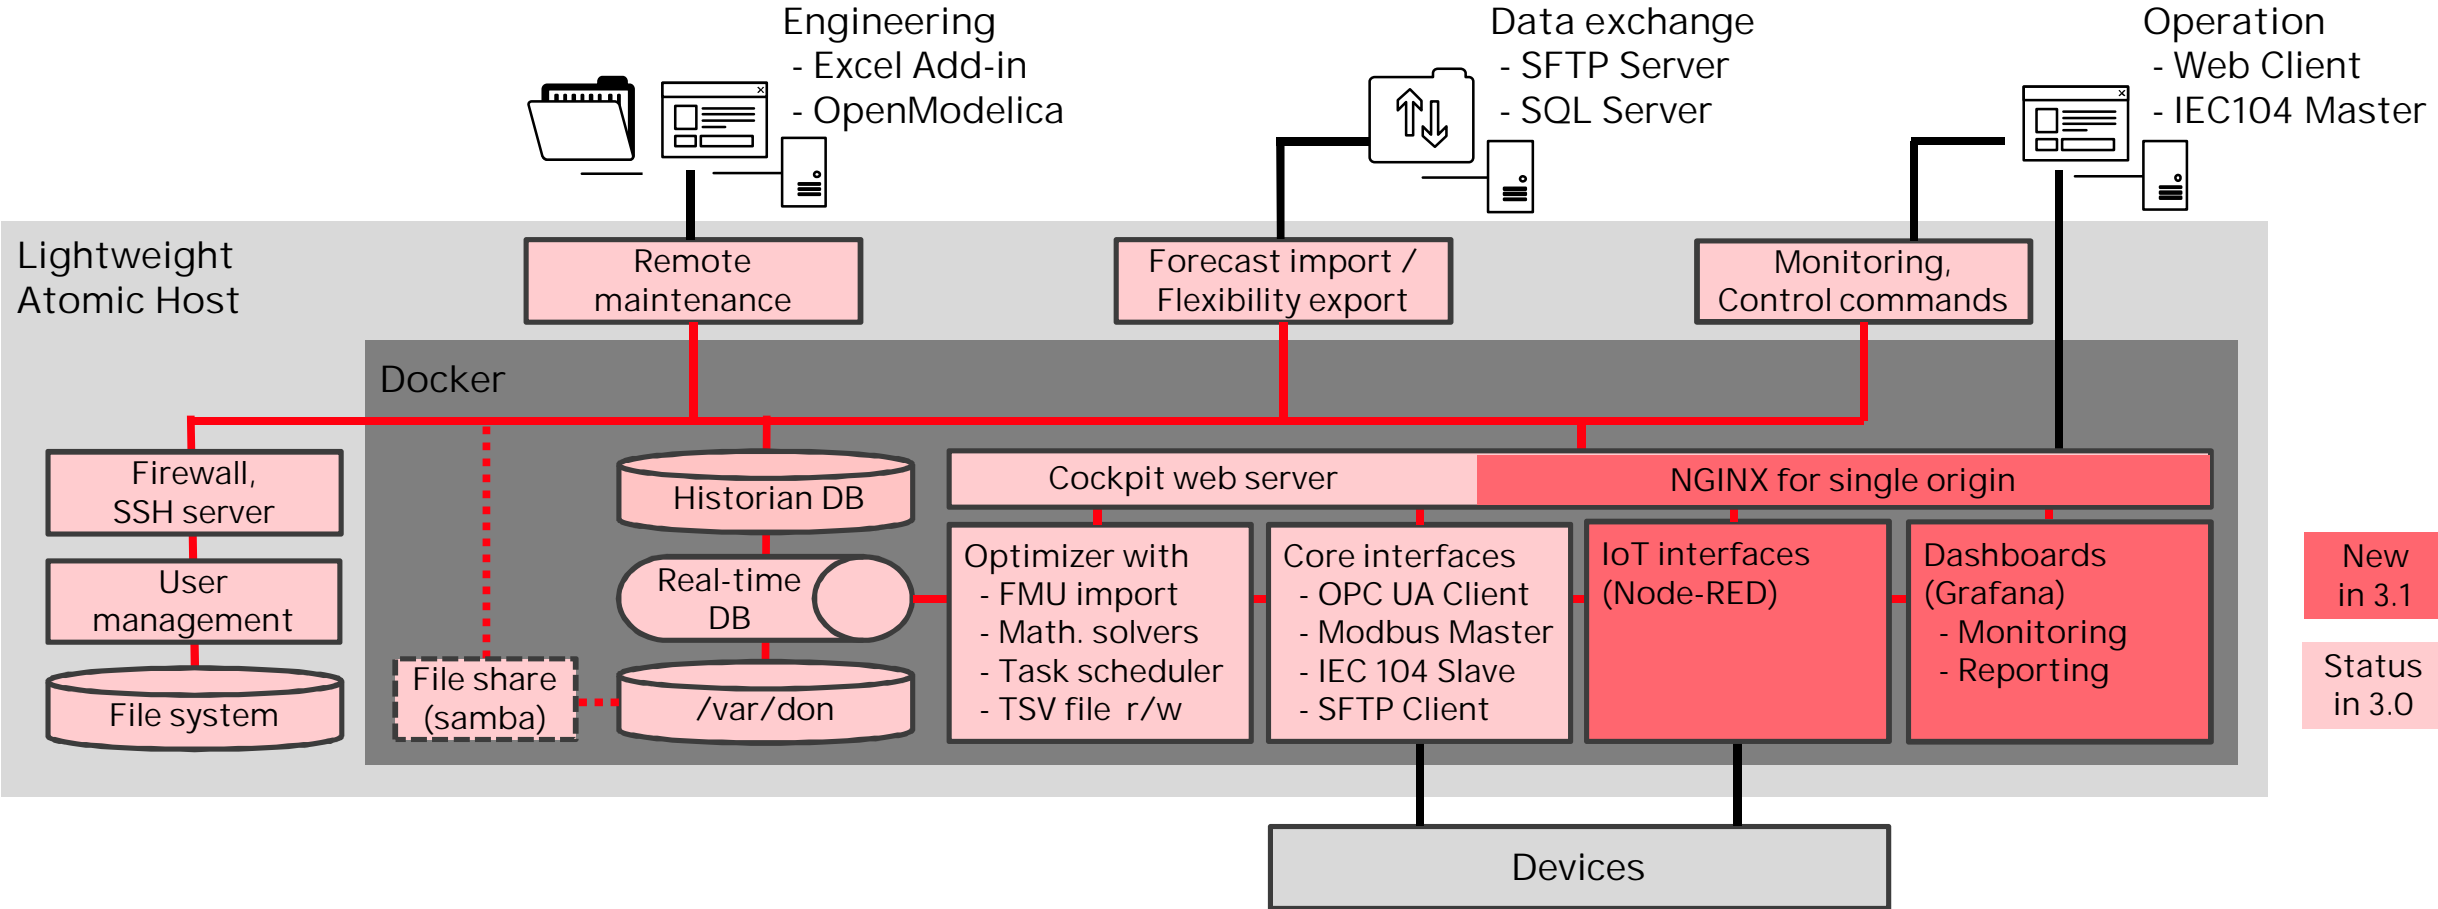 Engineering
- Excel Add-in
- OpenModelica
Data exchange
- SFTP Server
- SQL Server
Operation
- Web Client
- IEC104 Master
Lightweight
Atomic Host
Remote
maintenance
Forecast import /
Flexibility export
Monitoring,
Control commands
Docker
Firewall,
SSH server
User
management
File system
File share
(samba)
Historian DB
Real-time
DB
/var/don
Cockpit web server
NGINX for single origin
Optimizer with
- FMU import
- Math. solvers
- Task scheduler
- TSV file r/w
Core interfaces
- OPC UA Client
- Modbus Master
- IEC 104 Slave
- SFTP Client
IoT interfaces
(Node-RED)
Dashboards
(Grafana)
- Monitoring
- Reporting
New
in 3.1
Status
in 3.0
Devices